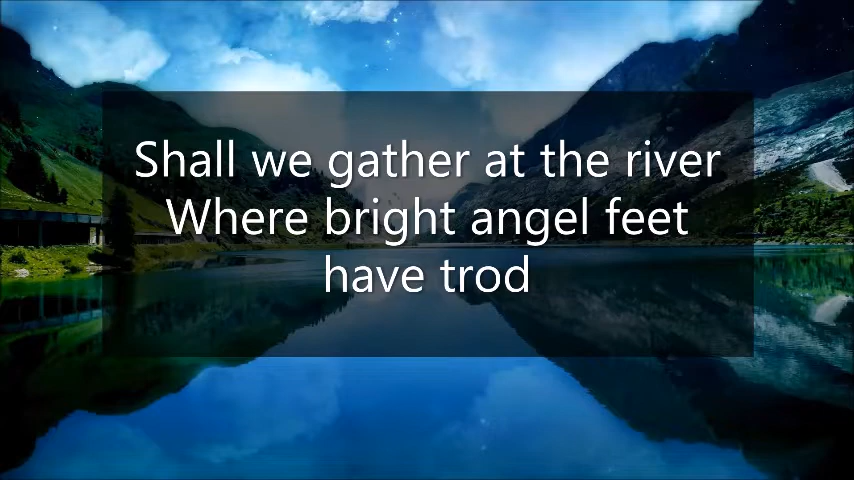 Shall we gather at the river
Where bright angel feet
have trod